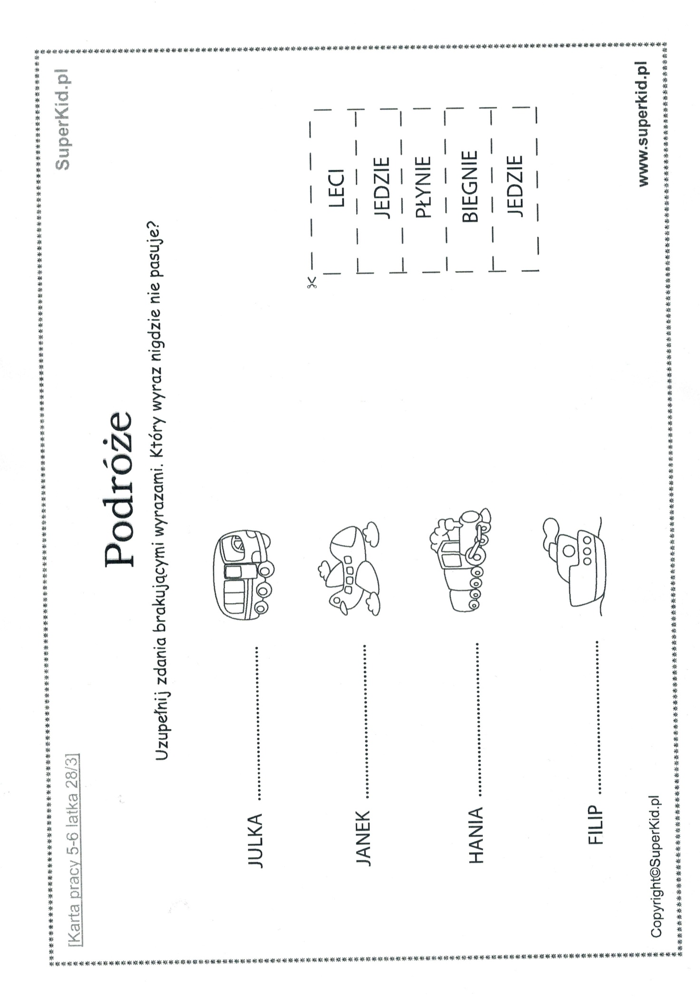 [Karta pracy 5-6 latka 28/3]
SuperKid.pl
Podróże
Uzupełnij zdania brakującymi wyrazami. Który wyraz nigdzie nie pasuje?
JULKA ........................................
JANEK ........................................
HANIA ........................................
FILIP ........................................
LECI
JEDZIE
PŁYNIE
BIEGNIE
JEDZIE
Copyright©SuperKid.pl
www.superkid.pl